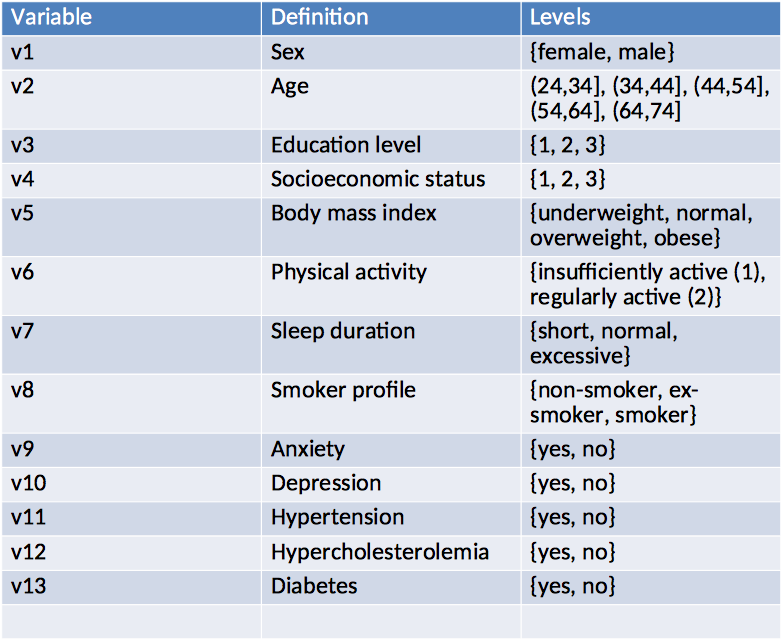 Variable Definition Levels
v1 Sex {female, male}
v2 Age (24,34], (34,44], (44,54],
(54,64], (64,74]
v3 Education level {1, 2, 3}
v4 Socioeconomic status {1, 2, 3}
v5 Body mass index {underweight, normal,
overweight, obese}
v6 Physical activity {insufficiently active (1),
regularly active (2)}
v7 Sleep duration {short, normal,
excessive}
v8 Smoker profile {non-smoker, ex-
smoker, smoker}
v9 Anxiety {yes, no}
v10 Depression {yes, no}
v11 Hypertension {yes, no}
v12 Hypercholesterolemia {yes, no}
v13 Diabetes {yes, no}